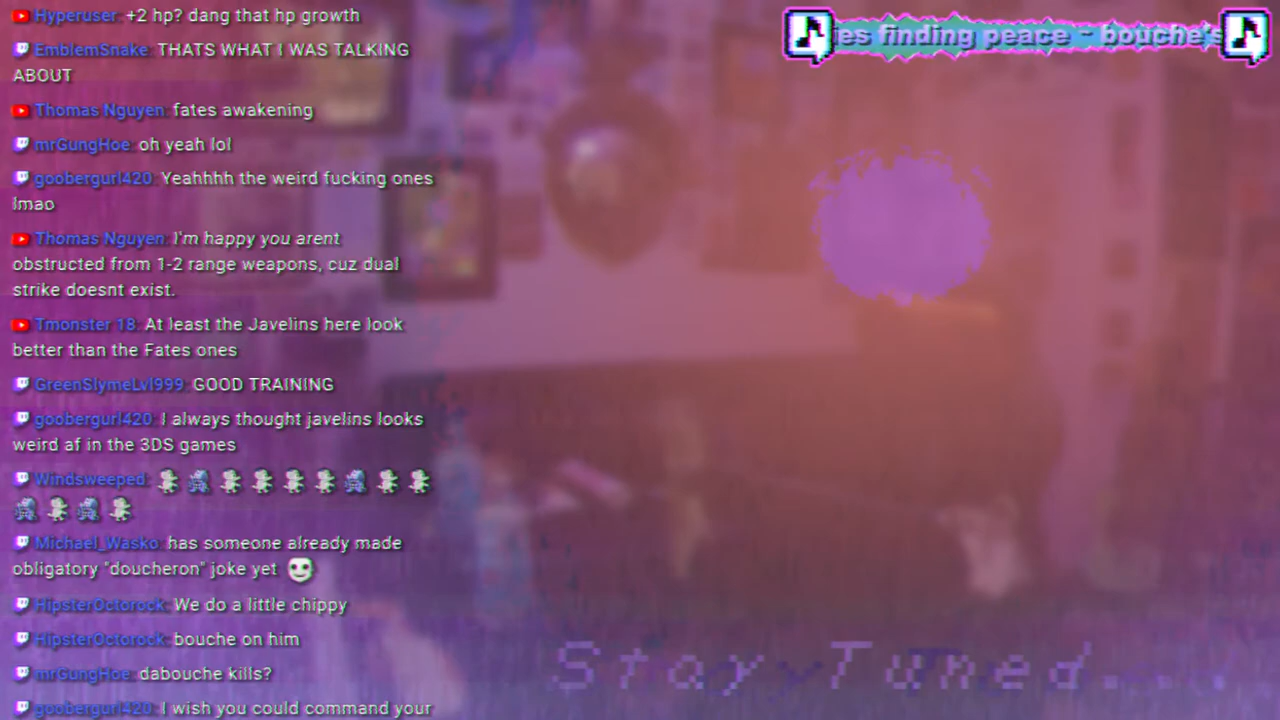 Hyperuser: +2 hp? dang that hp growth
EmblemSnake: THATS WHAT I WAS TALKING
ABOUT
Thomas Nguyen: fates awakening
mrGungHoe: oh yeah lol
goobergurl420: Yeahhhh the weird fucking ones
lmao
Thomas Nguyen: I'm happy you arent
obstructed from 1-2 range weapons, cuz dual
strike doesnt exist.
Tmonster 18: At least the Javelins here look
better than the Fates ones
GreenSlymeLvl999: GOOD TRAINING
goobergurl420: I always thought javelins looks
weird af in the 3DS games
Windsweeped:
Michael_Wasko: has someone already made
obligatory "doucheron" joke yet
HipsterOctorock: We do a little chippy
HipsterOctorock: bouche on him
mrGungHoe: dabouche kills?
goobergurl420: I wish you could command your
ies finding peace ~ bouche's
Stay Tuned....